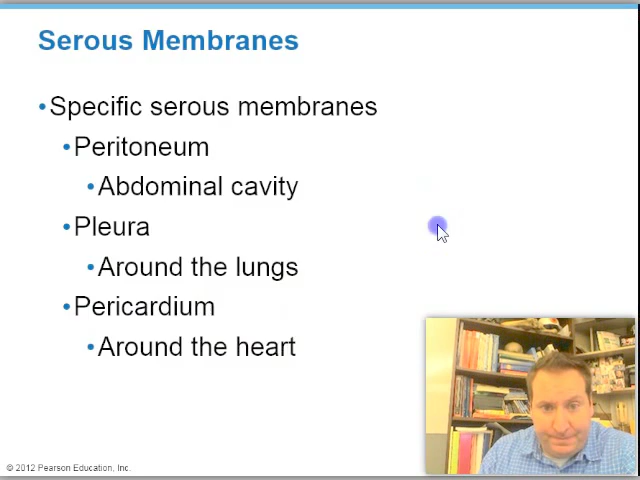 Serous Membranes
•Specific serous membranes
•Peritoneum
•Abdominal cavity
•Pleura
•Around the lungs
•Pericardium
•Around the heart
© 2012 Pearson Education, Inc.